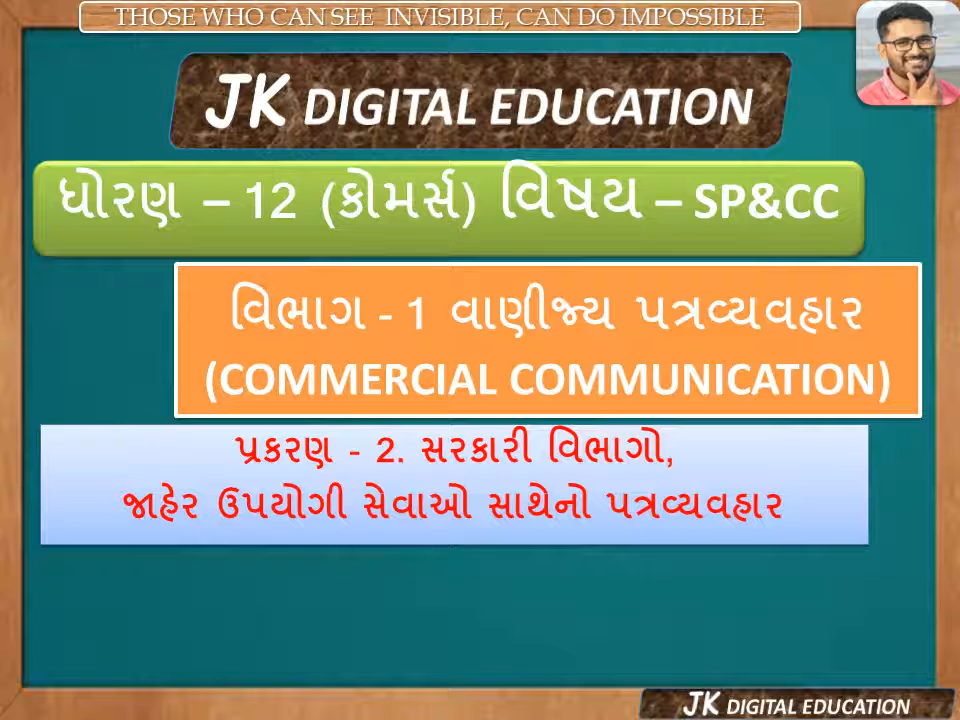 THOSE WHO CAN SEE INVISIBLE, CAN DO IMPOSSIBLE
JK DIGITAL EDUCATION
ધોરણ – 12 (કોમર્સ) વિષય – SP&CC
વિભાગ - 1 વાણીજ્ય પત્રવ્યવહાર
(COMMERCIAL COMMUNICATION)
પ્રકરણ - 2. સરકારી વિભાગો,
જાહેર ઉપયોગી સેવાઓ સાથેનો પત્રવ્યવહાર
JK DIGITAL EDUCATION